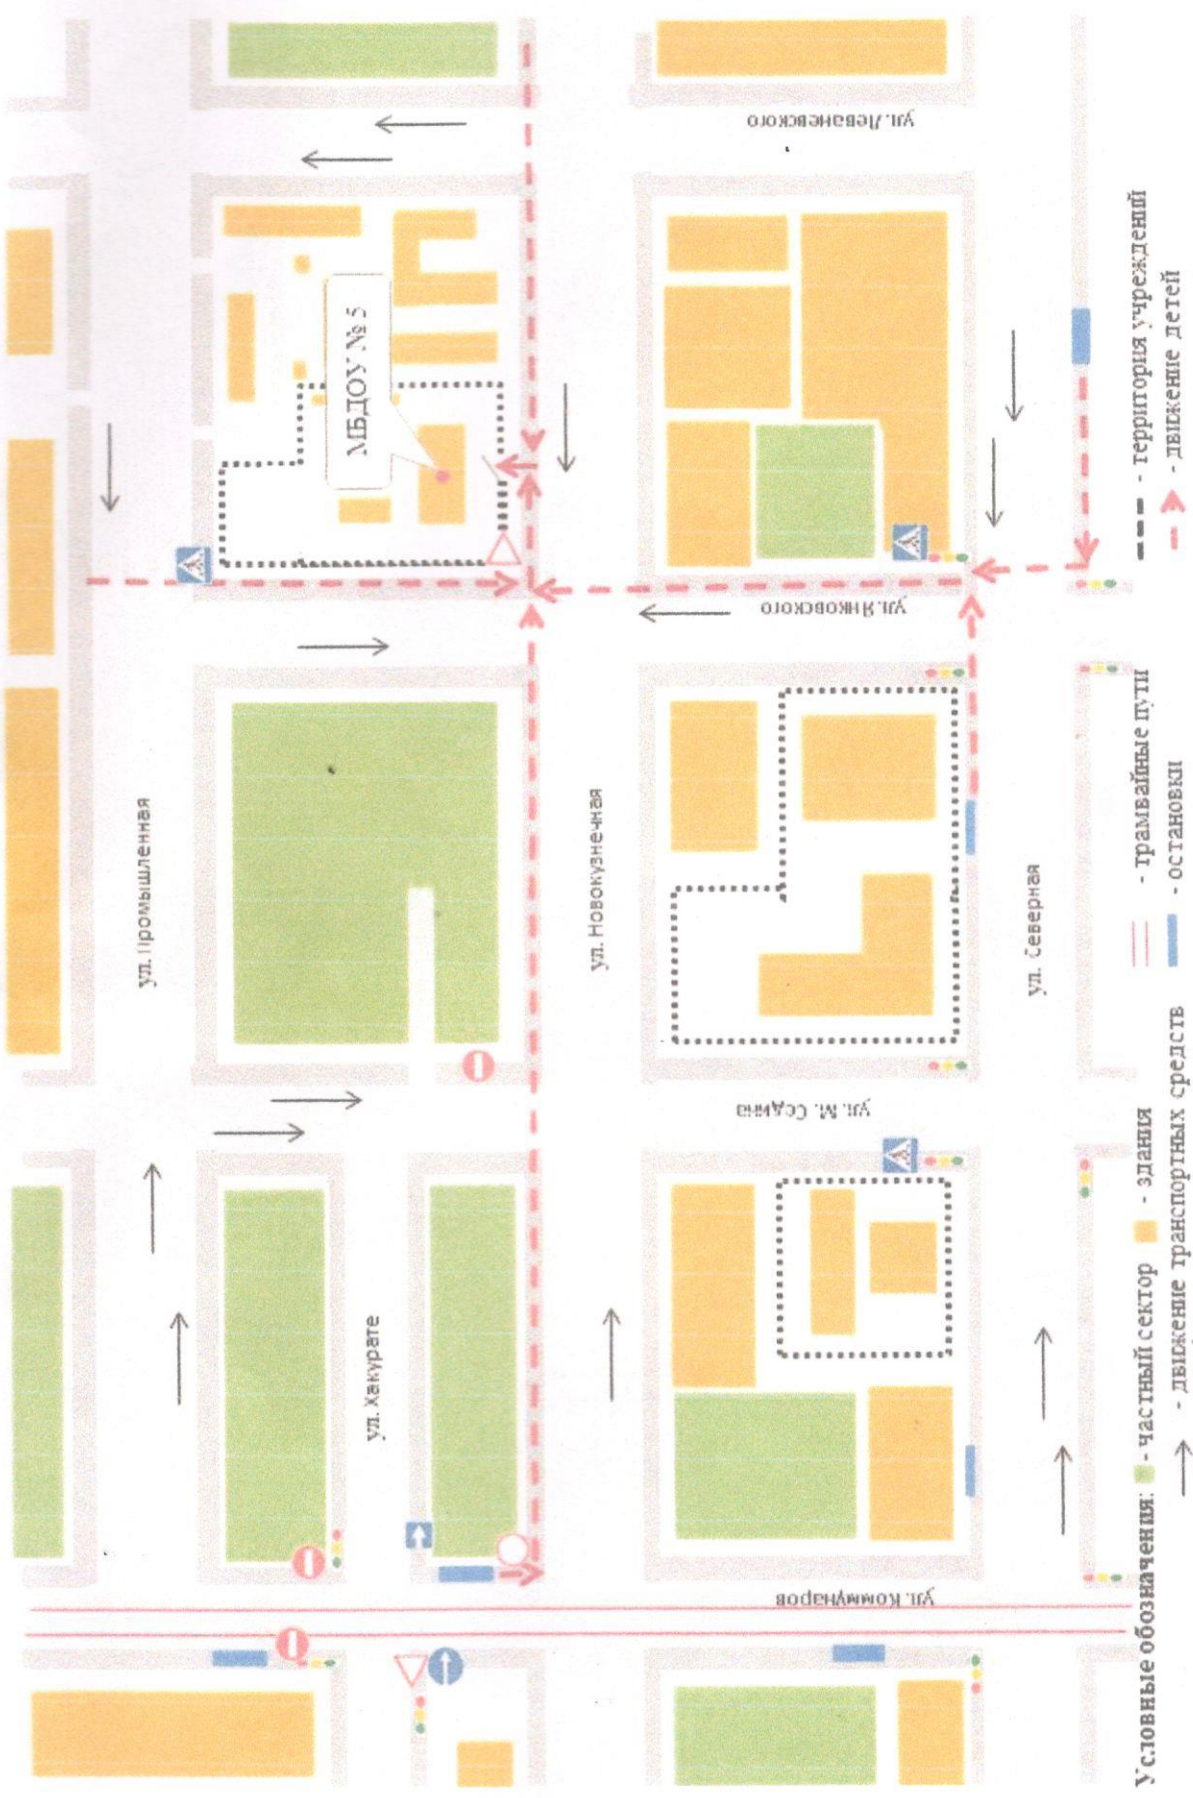 ул. Промышленная
МБДОУ № 5
ул. Хакурате
ул. Новокузнечная
ул. Коммунаров
ул. М. Седина
ул. Янковского
ул. Леваневского
ул. Северная
Условные обозначения: - частный сектор - здания - трамвайные пути - территория учреждений
- движение транспортных средств - остановки - движение детей